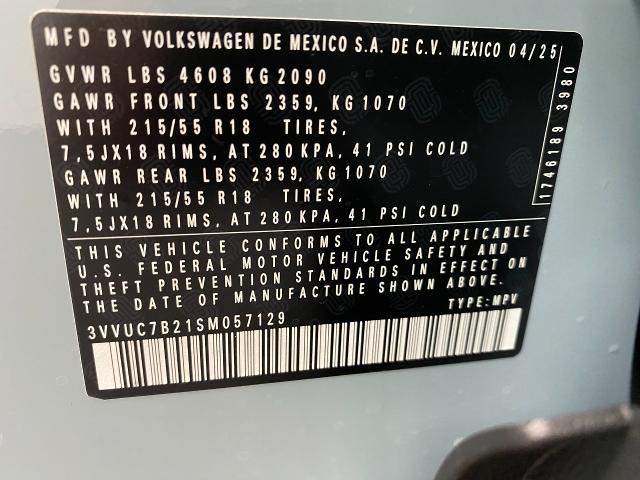 MFD BY VOLKSWAGEN DE MEXICO S.A. DE C.V. MEXICO 04/25
GVWR LBS 4608 KG 2090
GAWR FRONT LBS 2359, KG 1070
WITH 215/55 R18 TIRES,
7,5JX18 RIMS, AT 280 KPA, 41 PSI COLD
GAWR REAR LBS 2359, KG 1070
WITH 215/55 R18 TIRES,
7,5JX18 RIMS, AT 280 KPA, 41 PSI COLD
1746189 3980
THIS VEHICLE CONFORMS TO ALL APPLICABLE
U.S. FEDERAL MOTOR VEHICLE SAFETY AND
THEFT PREVENTION STANDARDS IN EFFECT ON
THE DATE OF MANUFACTURE SHOWN ABOVE.
3VVUC7B21SM057129 TYPE: MPV